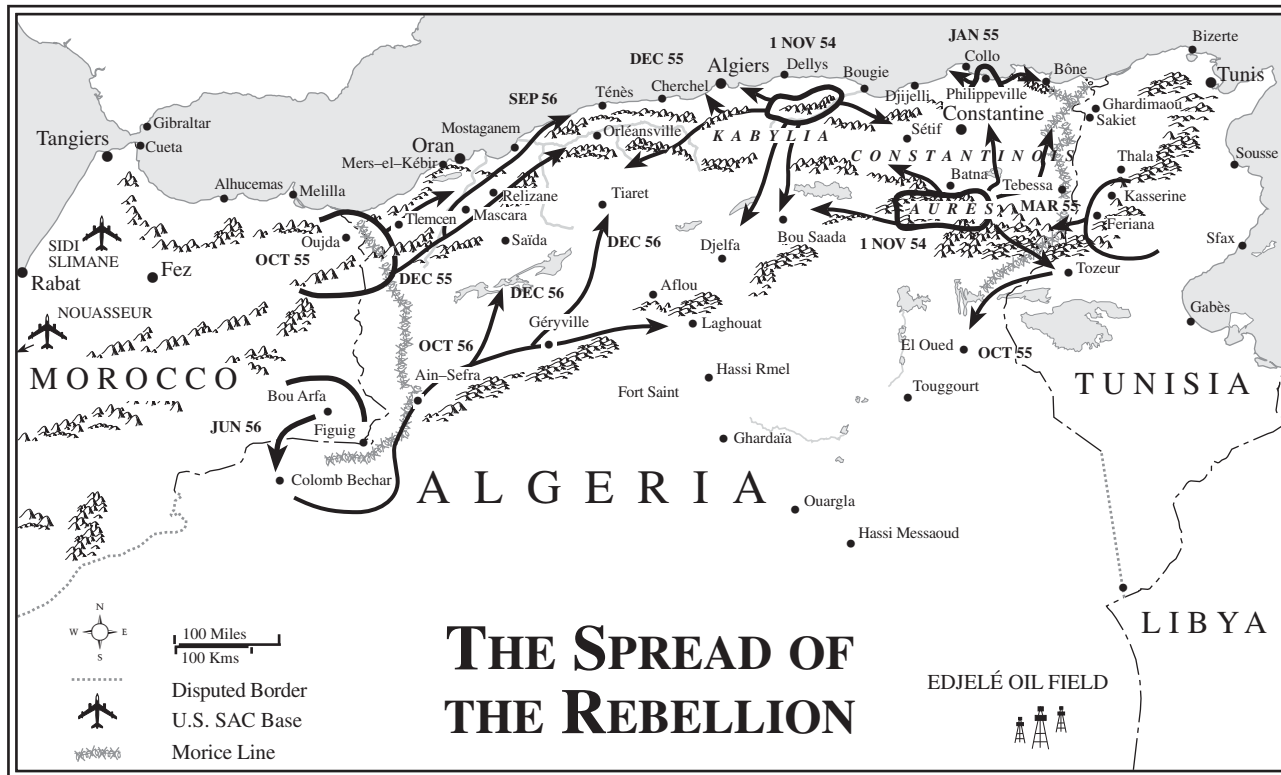 JAN 55
Bizerte
1 NOV 54
Collo
DEC 55
Algiers
Dellys
Bougie
Bône
Tunis
Cherchel
Djijelli
Philippeville
SEP 56
Ténès
Ghardimaou
Gibraltar
Mostaganem
Orléansville
KABYLIA
Constantine
Sakiet
Tangiers
Cueta
Oran
Sétif
CONSTANTINOIS
Mers–el–Kébir
Thala
Sousse
Alhucemas
Melilla
Relizane
Tiaret
Batna
Tebessa
Kasserine
Tlemcen
Mascara
AURÈS
MAR 55
Feriana
SIDI
SLIMANE
Oujda
Saïda
DEC 56
Djelfa
Bou Saada
1 NOV 54
Sfax
OCT 55
Rabat
Fez
DEC 55
Tozeur
DEC 56
Aflou
NOUASSEUR
Géryville
Laghouat
Gabès
OCT 56
El Oued
OCT 55
MOROCCO
Ain–Sefra
Hassi Rmel
TUNISIA
Bou Arfa
Fort Saint
Touggourt
JUN 56
Figuig
Ghardaïa
Colomb Bechar
ALGERIA
Ouargla
Hassi Messaoud
N
W
E
S
100 Miles
100 Kms
THE SPREAD OF
THE REBELLION
LIBYA
Disputed Border
U.S. SAC Base
Morice Line
EDJELÉ OIL FIELD